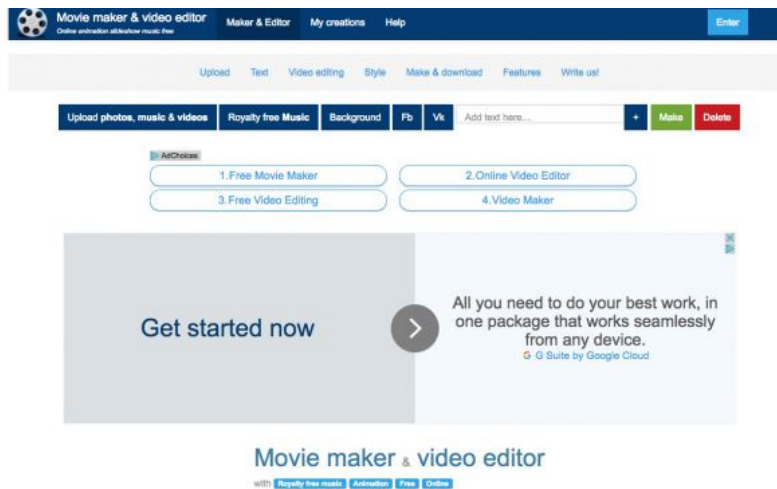 Movie maker & video editor
Online animation slideshow music free
Maker & Editor My creations Help Enter
Upload Text Video editing Style Make & download Features Write us!
Upload photos, music & videos Royalty free Music Background Fb Vk Add text here... + Make Delete
AdChoices
1.Free Movie Maker 2.Online Video Editor
3.Free Video Editing 4.Video Maker
Get started now
All you need to do your best work, in
one package that works seamlessly
from any device.
G G Suite by Google Cloud
Movie maker & video editor
with Royalty free music Animation Free Online